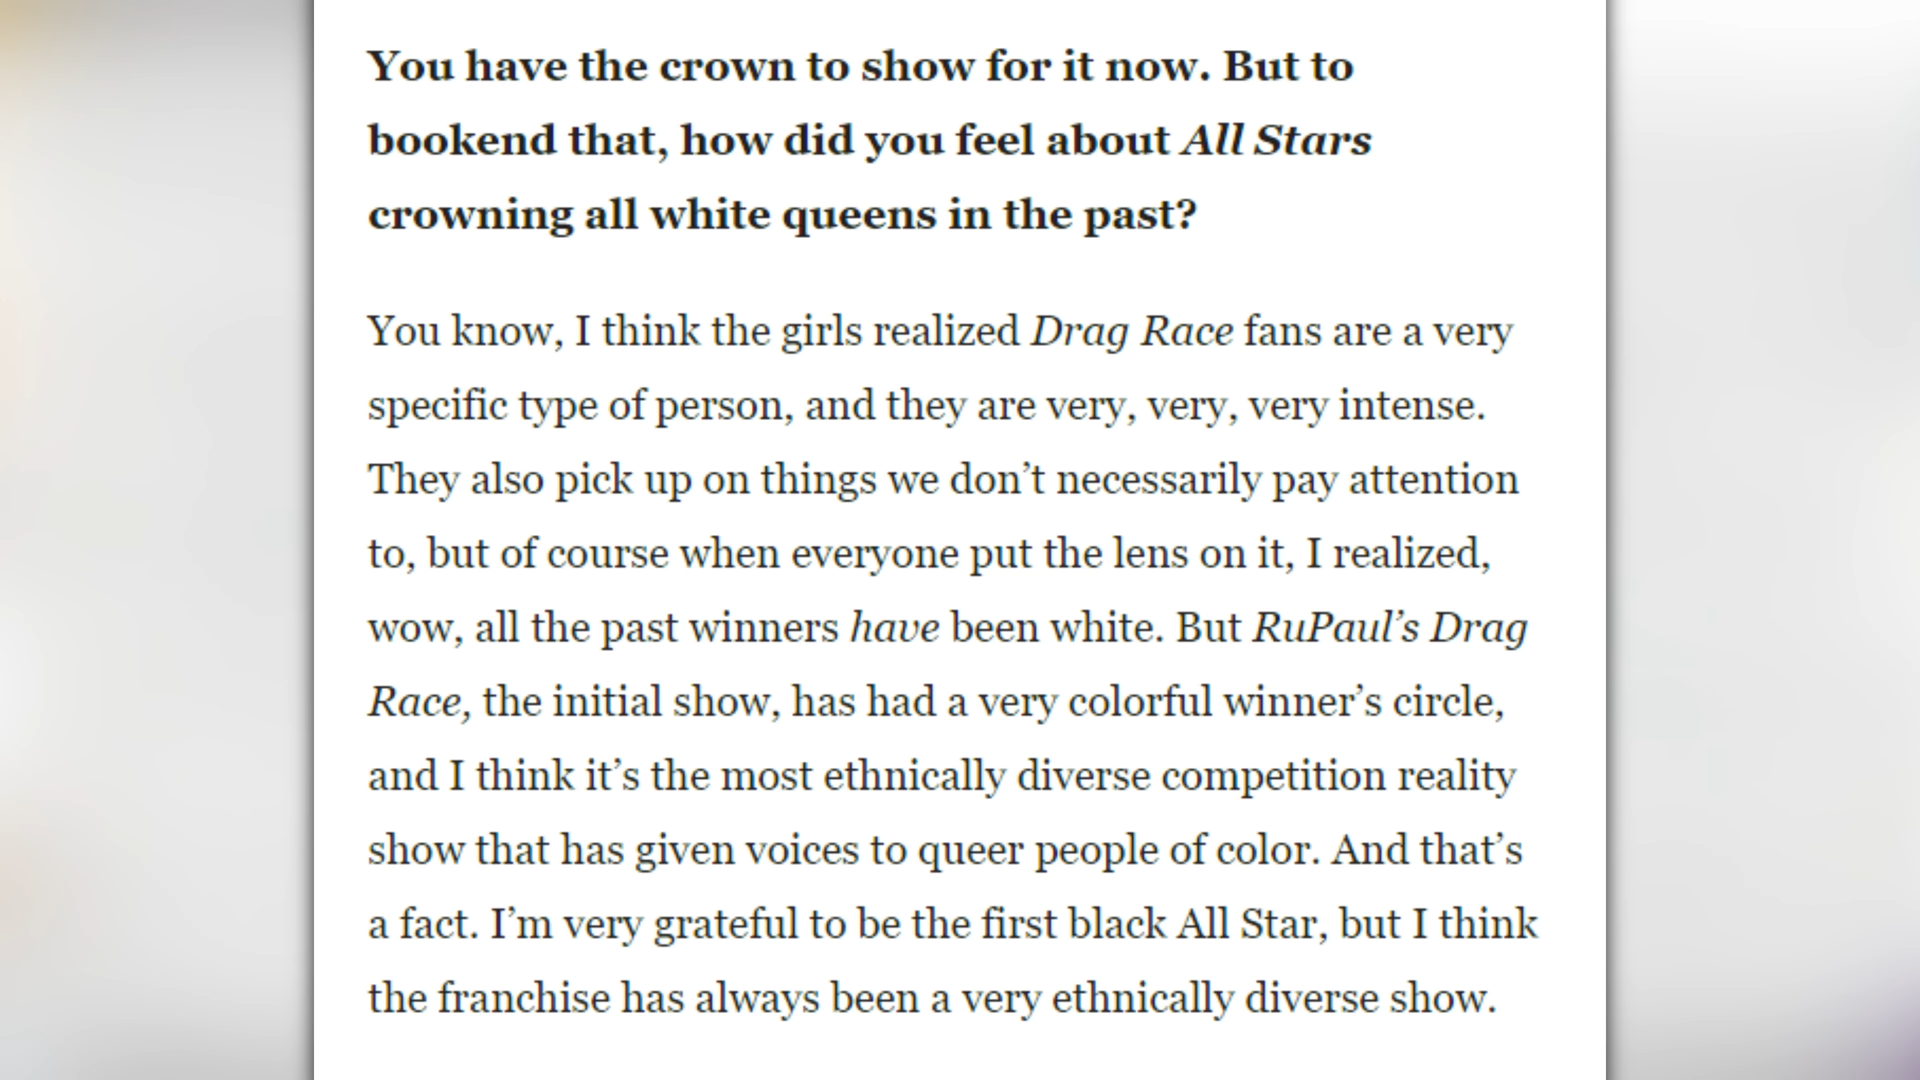 You have the crown to show for it now. But to
bookend that, how did you feel about All Stars
crowning all white queens in the past?
You know, I think the girls realized Drag Race fans are a very
specific type of person, and they are very, very, very intense.
They also pick up on things we don’t necessarily pay attention
to, but of course when everyone put the lens on it, I realized,
wow, all the past winners have been white. But RuPaul’s Drag
Race, the initial show, has had a very colorful winner’s circle,
and I think it’s the most ethnically diverse competition reality
show that has given voices to queer people of color. And that’s
a fact. I’m very grateful to be the first black All Star, but I think
the franchise has always been a very ethnically diverse show.